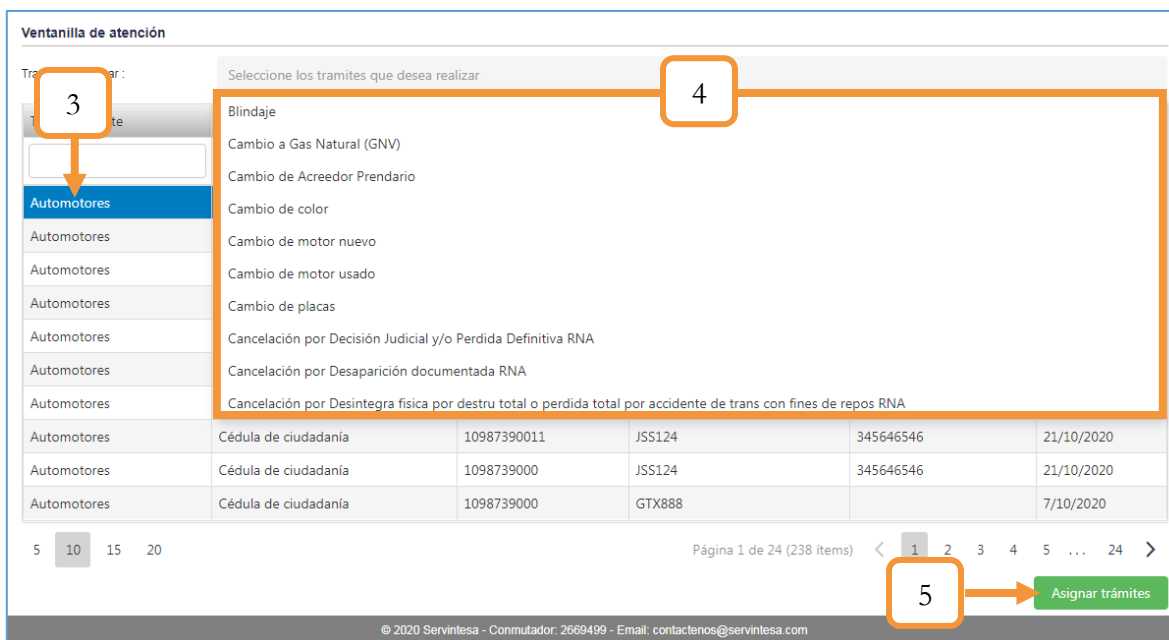 Ventanilla de atención
Seleccione los tramites que desea realizar
3
4
Blindaje
Cambio a Gas Natural (GNV)
Cambio de Acreedor Prendario
Automotores
Cambio de color
Automotores
Cambio de motor nuevo
Automotores
Cambio de motor usado
Automotores
Cambio de placas
Automotores
Cancelación por Decisión Judicial y/o Perdida Definitiva RNA
Automotores
Cancelación por Desaparición documentada RNA
Automotores
Cancelación por Desintegra fisica por destru total o perdida total por accidente de trans con fines de repos RNA
Automotores Cédula de ciudadanía 10987390011 JSS124 345646546 21/10/2020
Automotores Cédula de ciudadanía 1098739000 JSS124 345646546 21/10/2020
Automotores Cédula de ciudadanía 1098739000 GTX888 7/10/2020
5 10 15 20 Página 1 de 24 (238 ítems) 1 2 3 4 5 ... 24
5
Asignar trámites
© 2020 Servintesa - Conmutador: 2669499 - Email: contactenos@servintesa.com